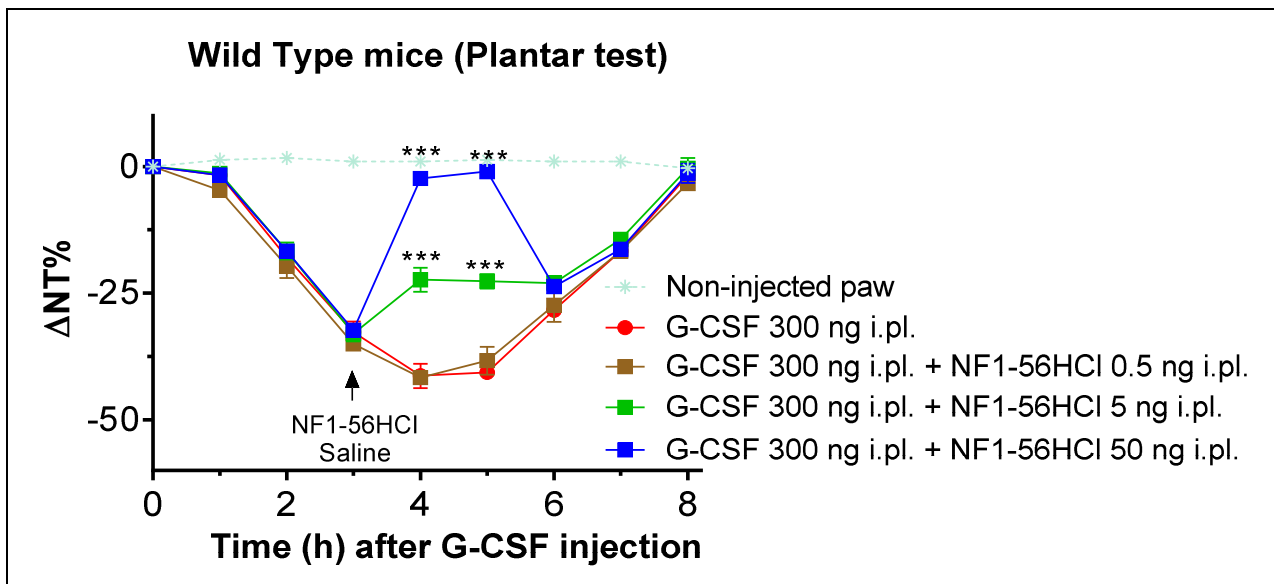 Wild Type mice (Plantar test)
ΔNT%
0
-25
-50
***
***
***
***
NF1-56HCl
Saline
Non-injected paw
G-CSF 300 ng i.pl.
G-CSF 300 ng i.pl. + NF1-56HCl 0.5 ng i.pl.
G-CSF 300 ng i.pl. + NF1-56HCl 5 ng i.pl.
G-CSF 300 ng i.pl. + NF1-56HCl 50 ng i.pl.
0 2 4 6 8
Time (h) after G-CSF injection